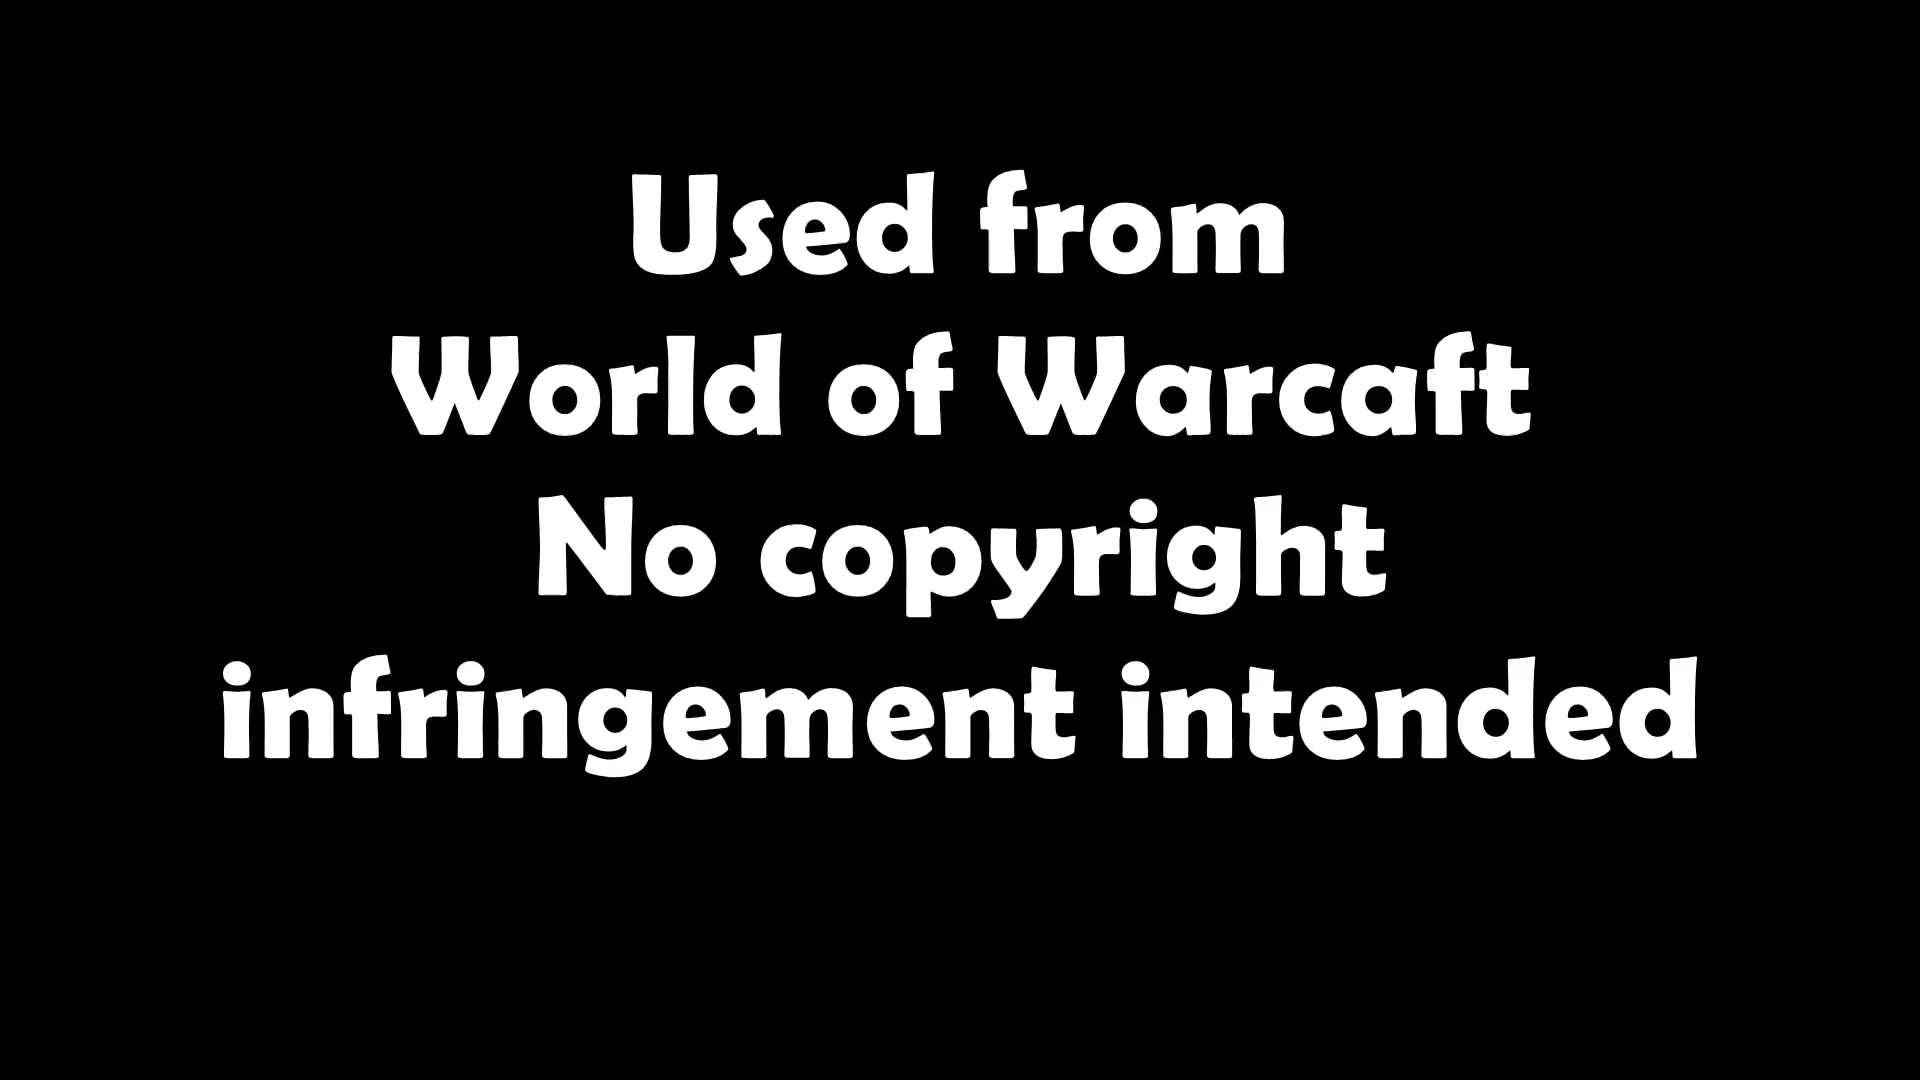 Used from
World of Warcaft
No copyright
infringement intended